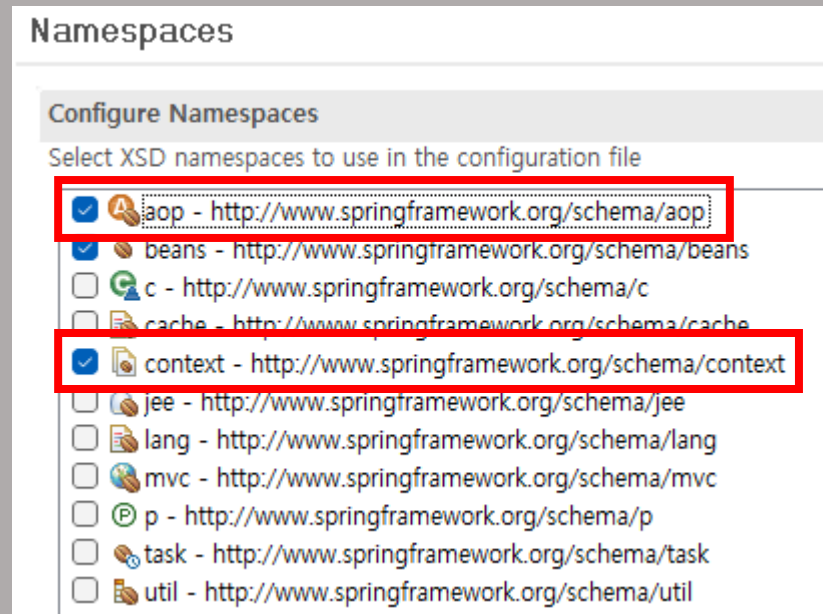 Namespaces
Configure Namespaces
Select XSD namespaces to use in the configuration file
aop - http://www.springframework.org/schema/aop
beans - http://www.springframework.org/schema/beans
c - http://www.springframework.org/schema/c
cache - http://www.springframework.org/schema/cache
context - http://www.springframework.org/schema/context
jee - http://www.springframework.org/schema/jee
lang - http://www.springframework.org/schema/lang
mvc - http://www.springframework.org/schema/mvc
p - http://www.springframework.org/schema/p
task - http://www.springframework.org/schema/task
util - http://www.springframework.org/schema/util